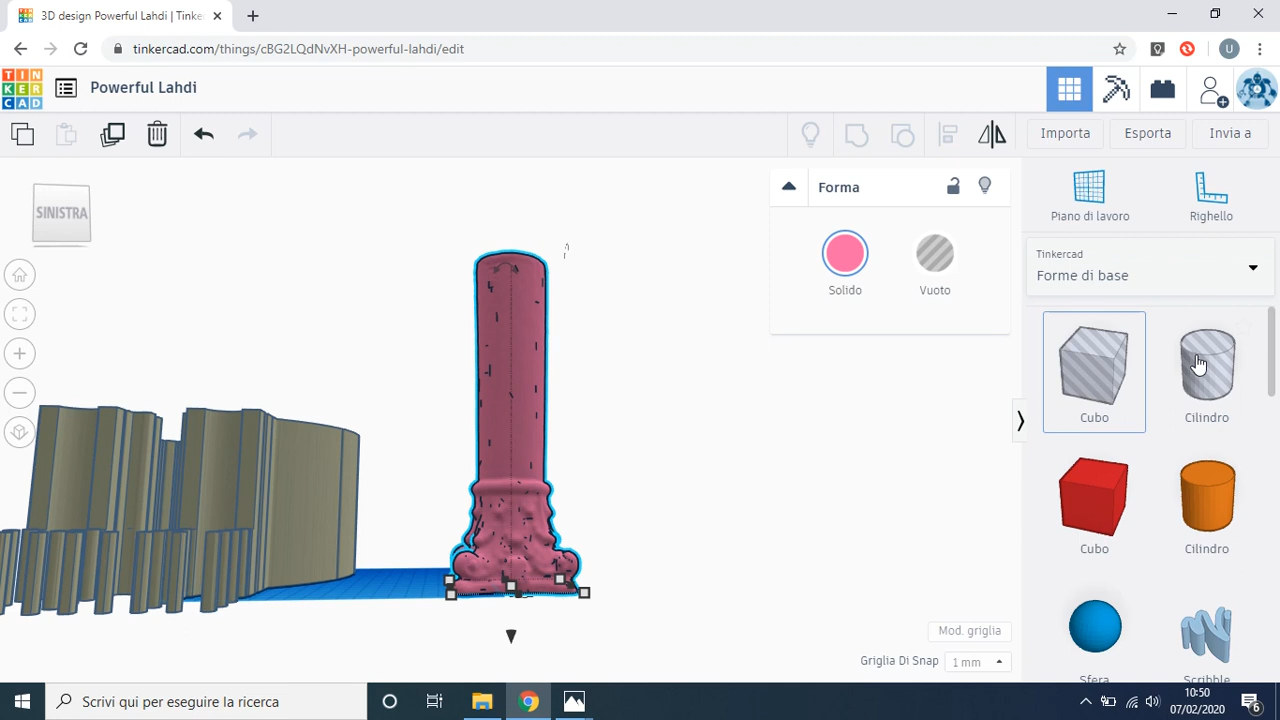 3D design Powerful Lahdi | Tinke
tinkercad.com/things/cBG2LQdNvXH-powerful-lahdi/edit
U
TIN
KER
CAD
Powerful Lahdi
Importa
Esporta
Invia a
SINISTRA
Forma
Solido
Vuoto
Piano di lavoro
Righello
Tinkercad
Forme di base
Cubo
Cilindro
Cubo
Cilindro
Sfera
Scribble
Mod. griglia
Griglia Di Snap
1 mm
Scrivi qui per eseguire la ricerca
10:50
07/02/2020
6